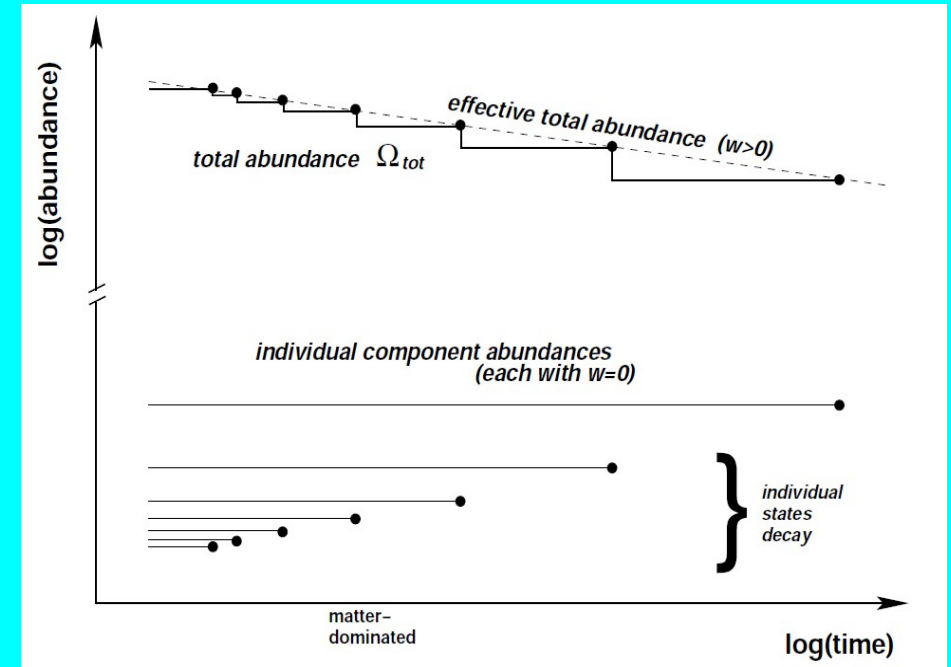 log(abundance)
effective total abundance (w>0)
total abundance Ωtot
individual component abundances
(each with w=0)
individual
states
decay
matter–
dominated
log(time)